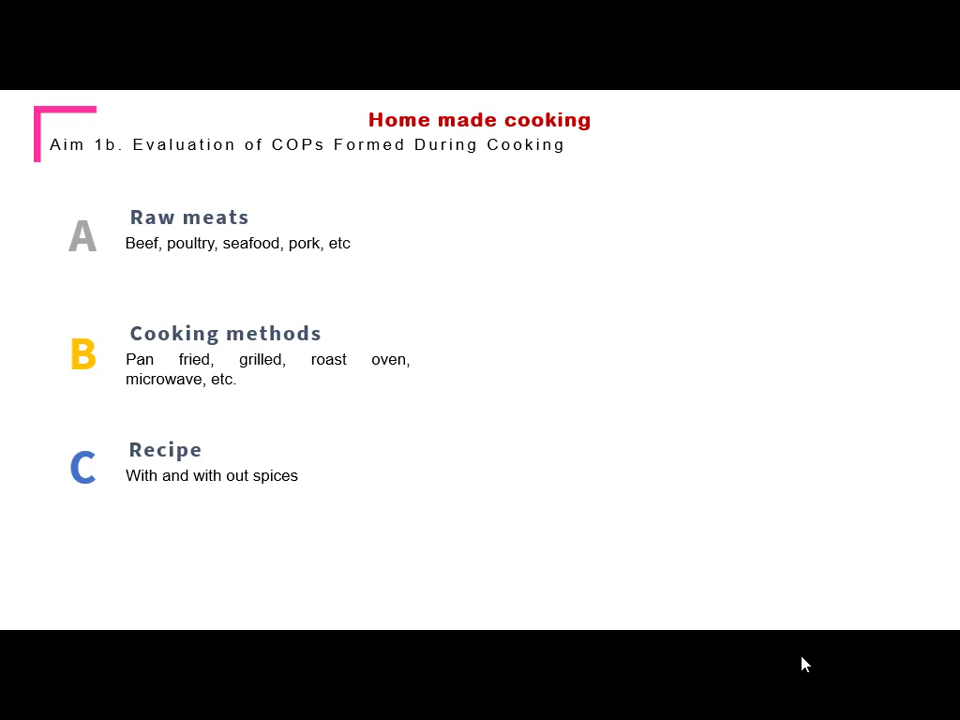 Home made cooking
Aim 1b. Evaluation of COPs Formed During Cooking
A
Raw meats
Beef, poultry, seafood, pork, etc
B
Cooking methods
Pan fried, grilled, roast oven,
microwave, etc.
C
Recipe
With and with out spices